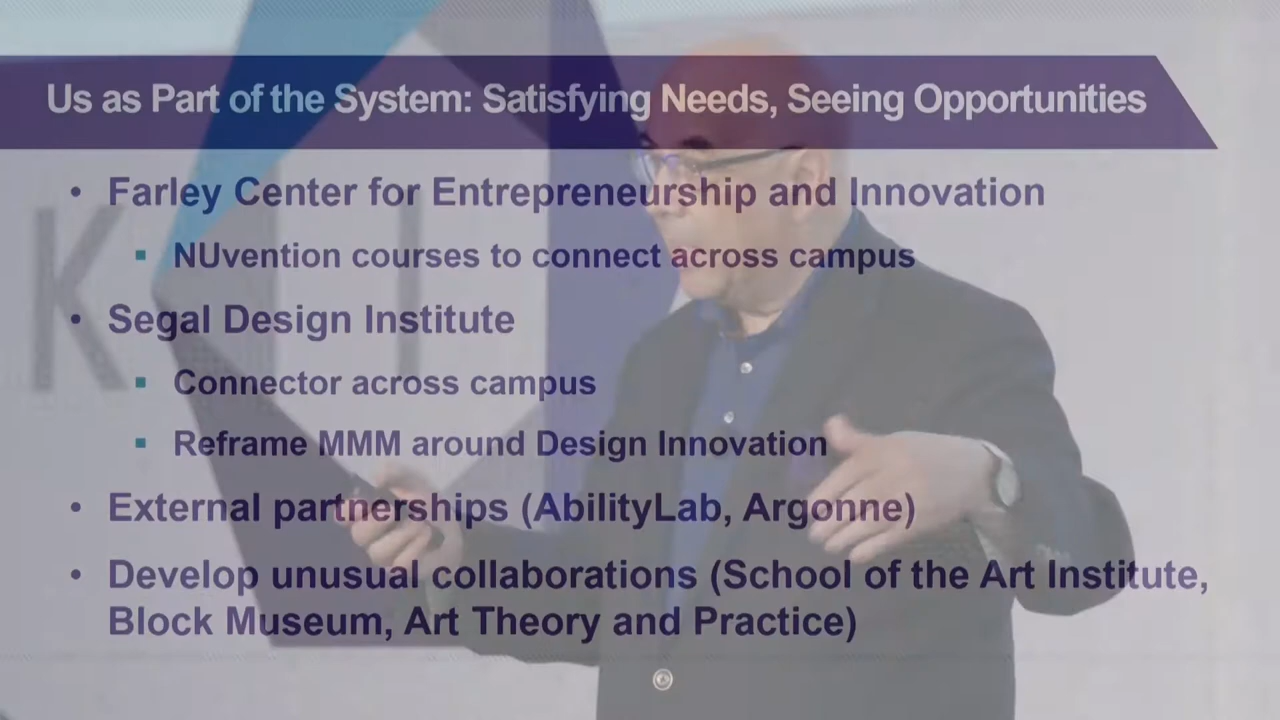 Us as Part of the System: Satisfying Needs, Seeing Opportunities
• Farley Center for Entrepreneurship and Innovation
▪ NUvention courses to connect across campus
• Segal Design Institute
▪ Connector across campus
▪ Reframe MMM around Design Innovation
• External partnerships (AbilityLab, Argonne)
• Develop unusual collaborations (School of the Art Institute,
Block Museum, Art Theory and Practice)
K I